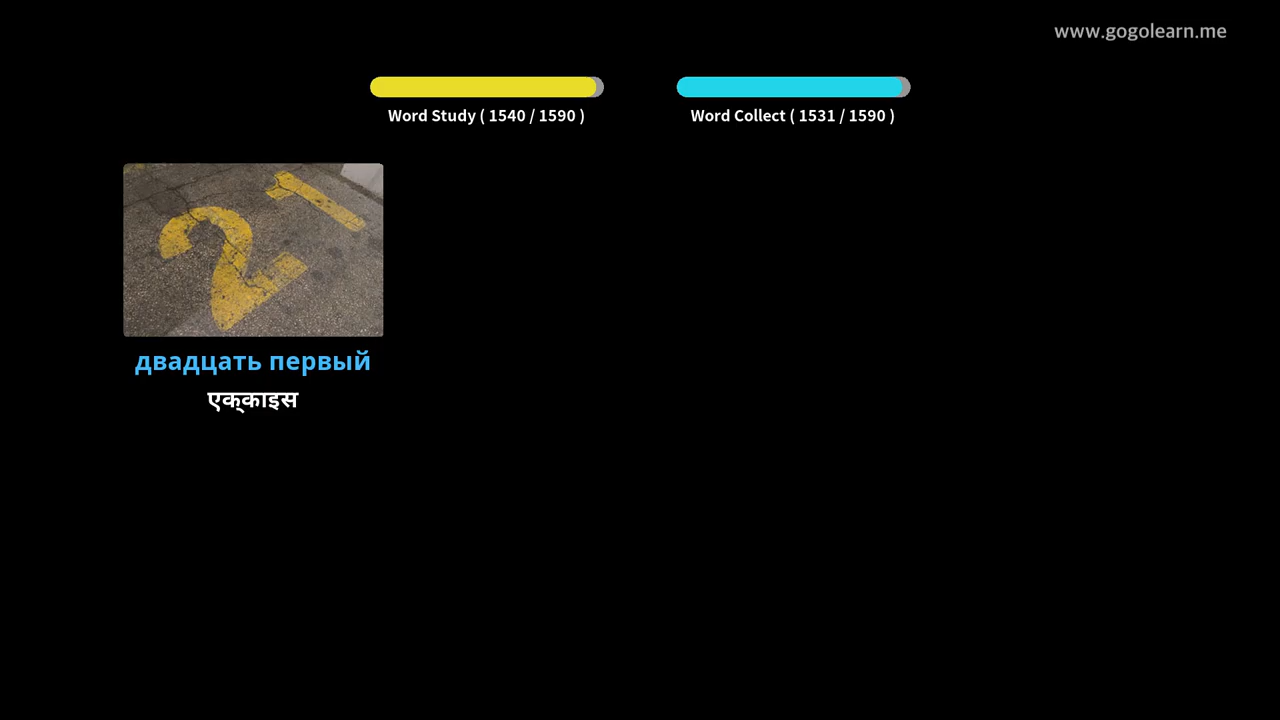 www.gogolearn.me
Word Study ( 1540 / 1590 )
Word Collect ( 1531 / 1590 )
21
двадцать первый
एक्काइस